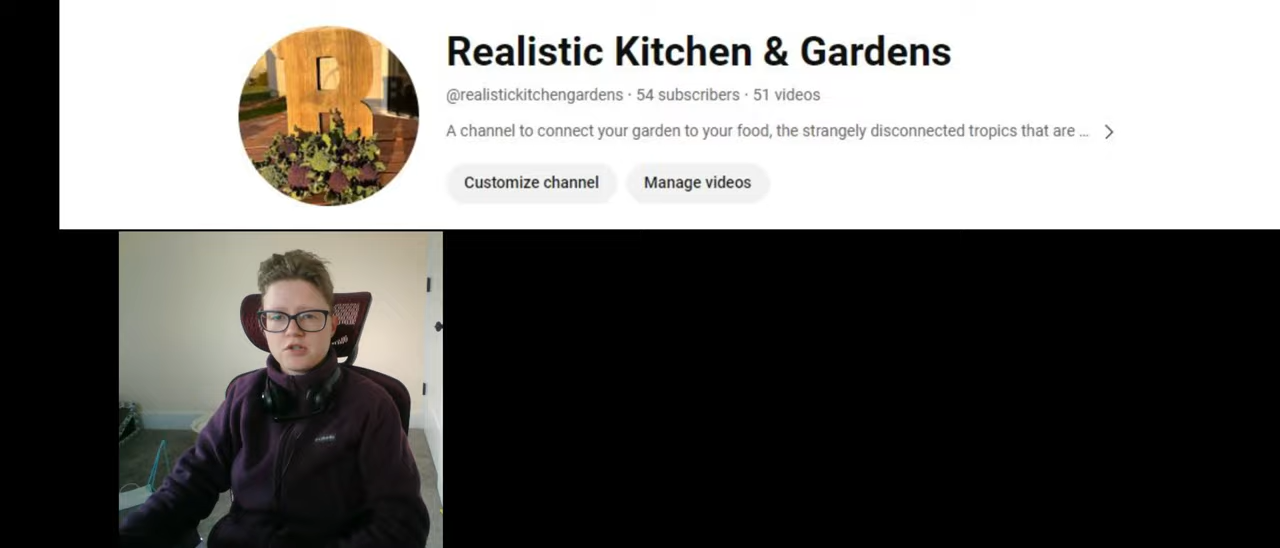 Realistic Kitchen & Gardens
@realistickitchengardens · 54 subscribers · 51 videos
A channel to connect your garden to your food, the strangely disconnected tropics that are ...
Customize channel
Manage videos